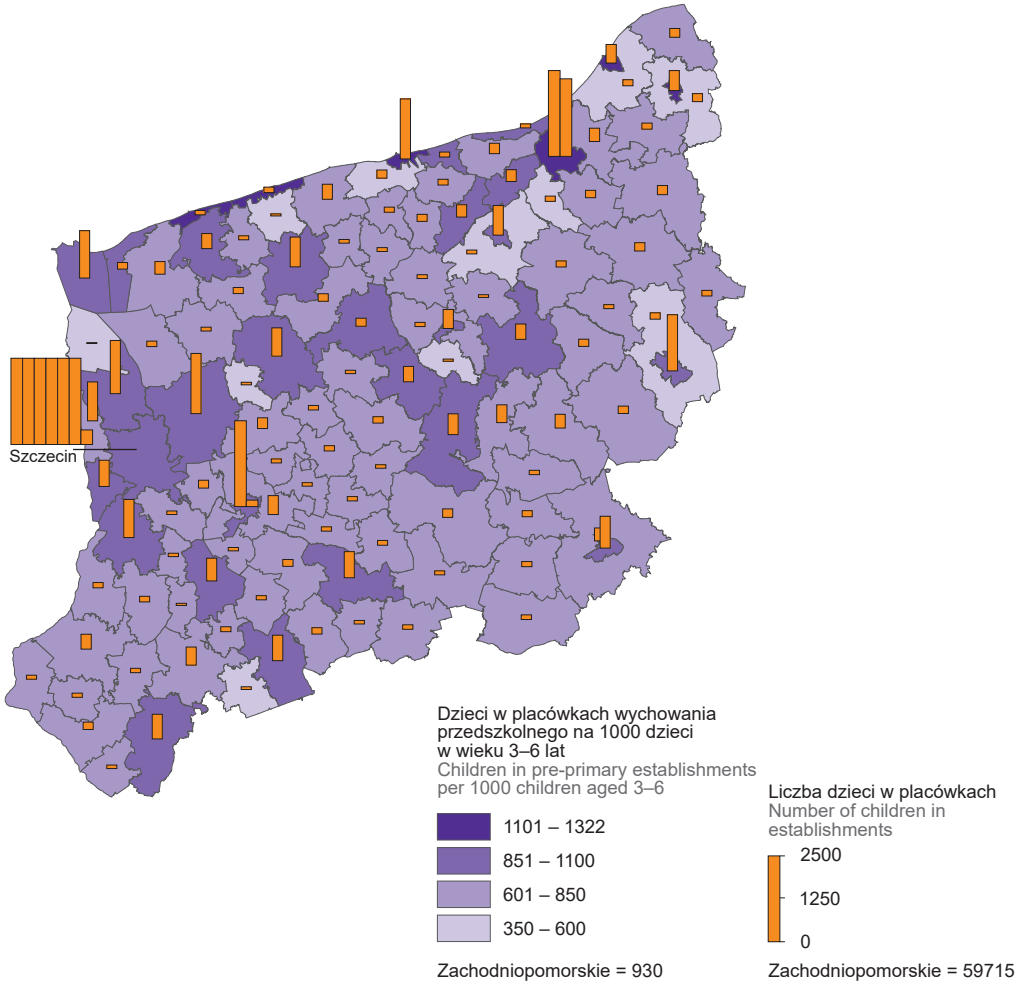 Szczecin
Dzieci w placówkach wychowania
przedszkolnego na 1000 dzieci
w wieku 3–6 lat
Children in pre-primary establishments
per 1000 children aged 3–6
1101 – 1322
851 – 1100
601 – 850
350 – 600
Zachodniopomorskie = 930
Liczba dzieci w placówkach
Number of children in
establishments
2500
1250
0
Zachodniopomorskie = 59715